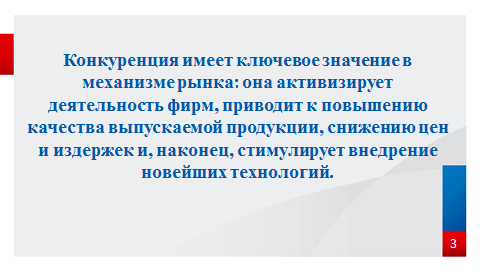 Конкуренция имеет ключевое значение в
механизме рынка: она активизирует
деятельность фирм, приводит к повышению
качества выпускаемой продукции, снижению цен
и издержек и, наконец, стимулирует внедрение
новейших технологий.
3